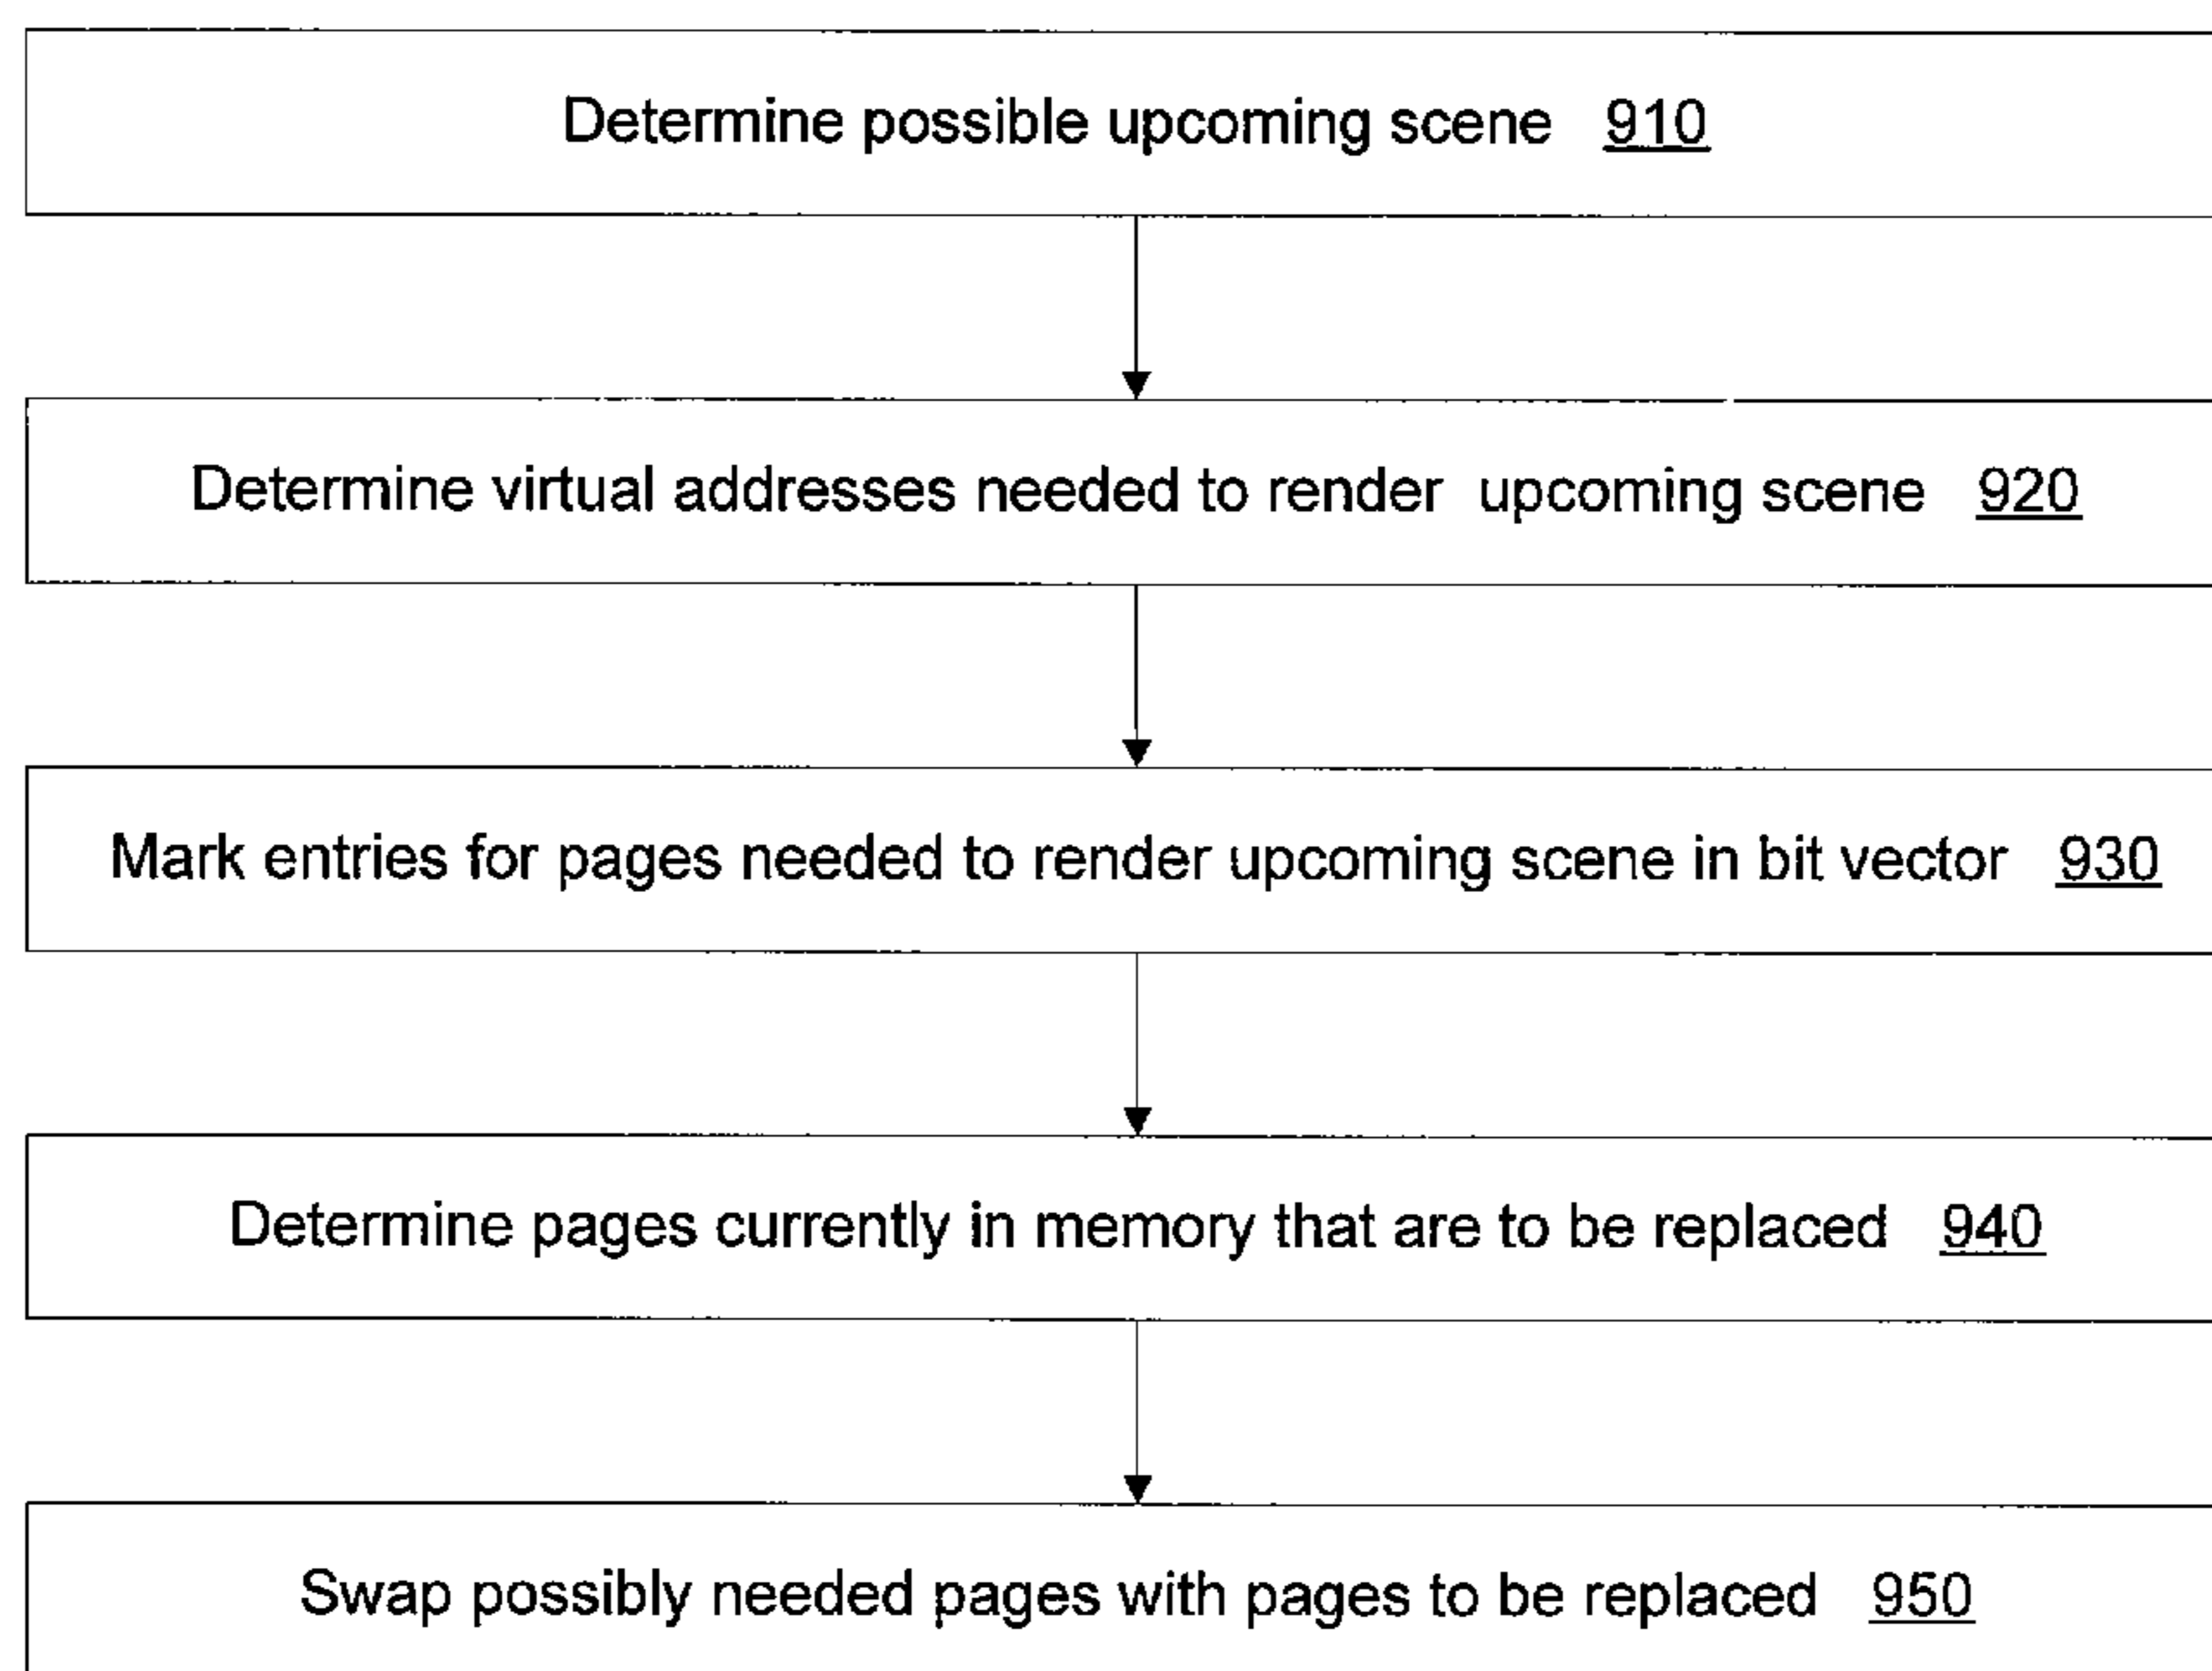 Determine possible upcoming scene 910
Determine virtual addresses needed to render upcoming scene 920
Mark entries for pages needed to render upcoming scene in bit vector 930
Determine pages currently in memory that are to be replaced 940
Swap possibly needed pages with pages to be replaced 950